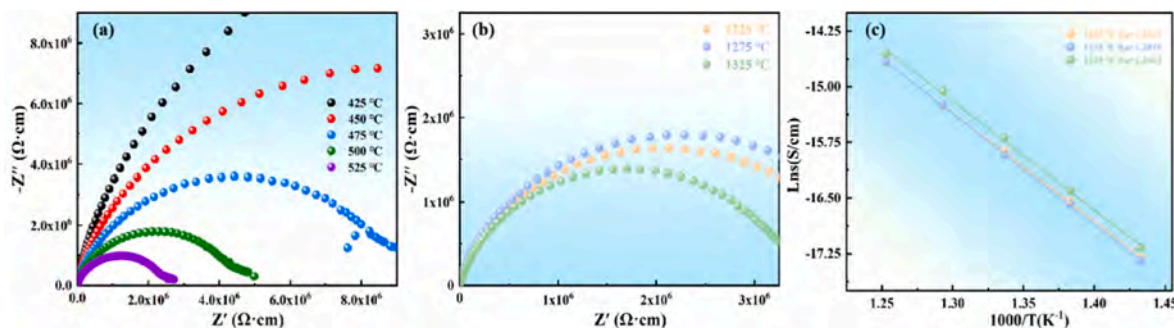 (a)
-Z'' (Ω·cm)
8.0x10⁶
6.0x10⁶
4.0x10⁶
2.0x10⁶
0.0
0.0
2.0x10⁶
4.0x10⁶
6.0x10⁶
8.0x10⁶
Z' (Ω·cm)
425 °C
450 °C
475 °C
500 °C
525 °C
(b)
-Z'' (Ω·cm)
3x10⁶
2x10⁶
1x10⁶
0
0
1x10⁶
2x10⁶
3x10⁶
Z' (Ω·cm)
1225 °C
1275 °C
1325 °C
(c)
Lnσ(S/cm)
-14.25
-15.00
-15.75
-16.50
-17.25
1.25
1.30
1.35
1.40
1.45
1000/T(K⁻¹)